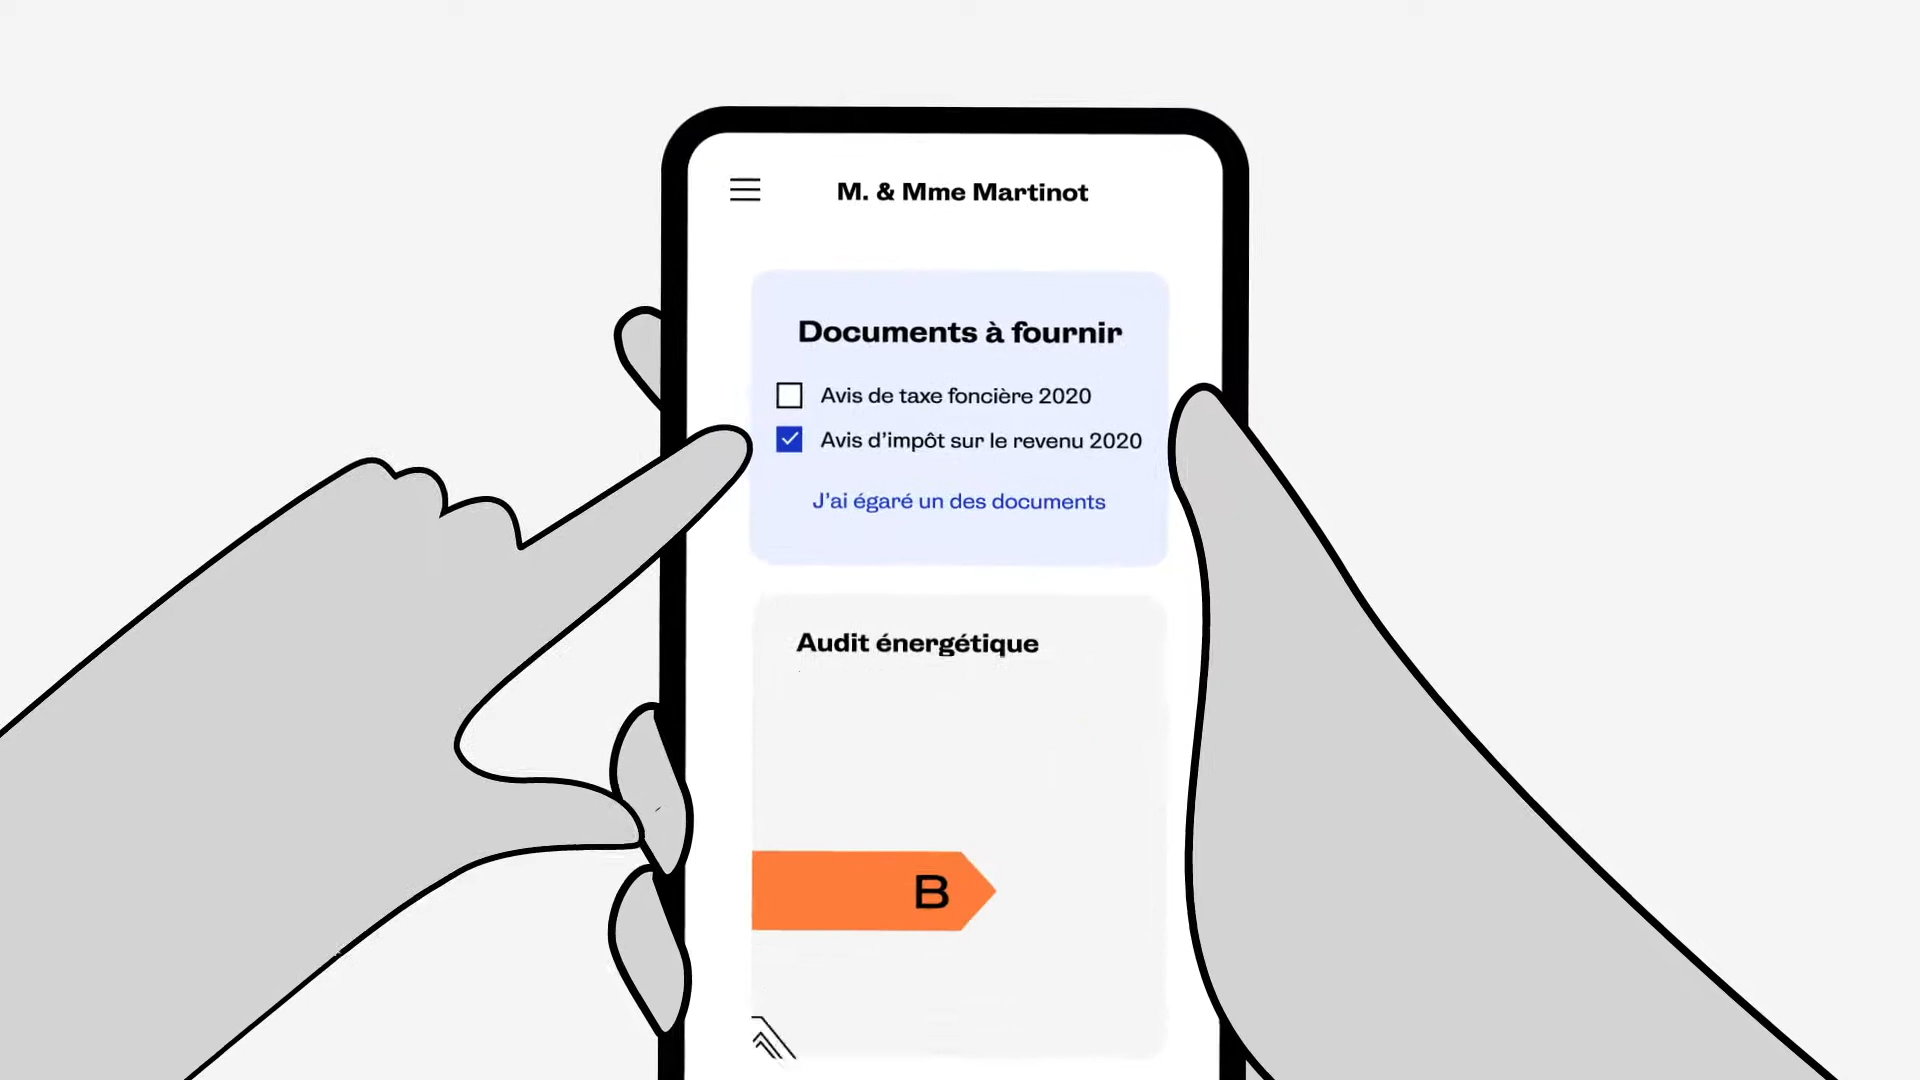 M. & Mme Martinot
Documents à fournir
Avis de taxe foncière 2020
Avis d’impôt sur le revenu 2020
J’ai égaré un des documents
Audit énergétique
B